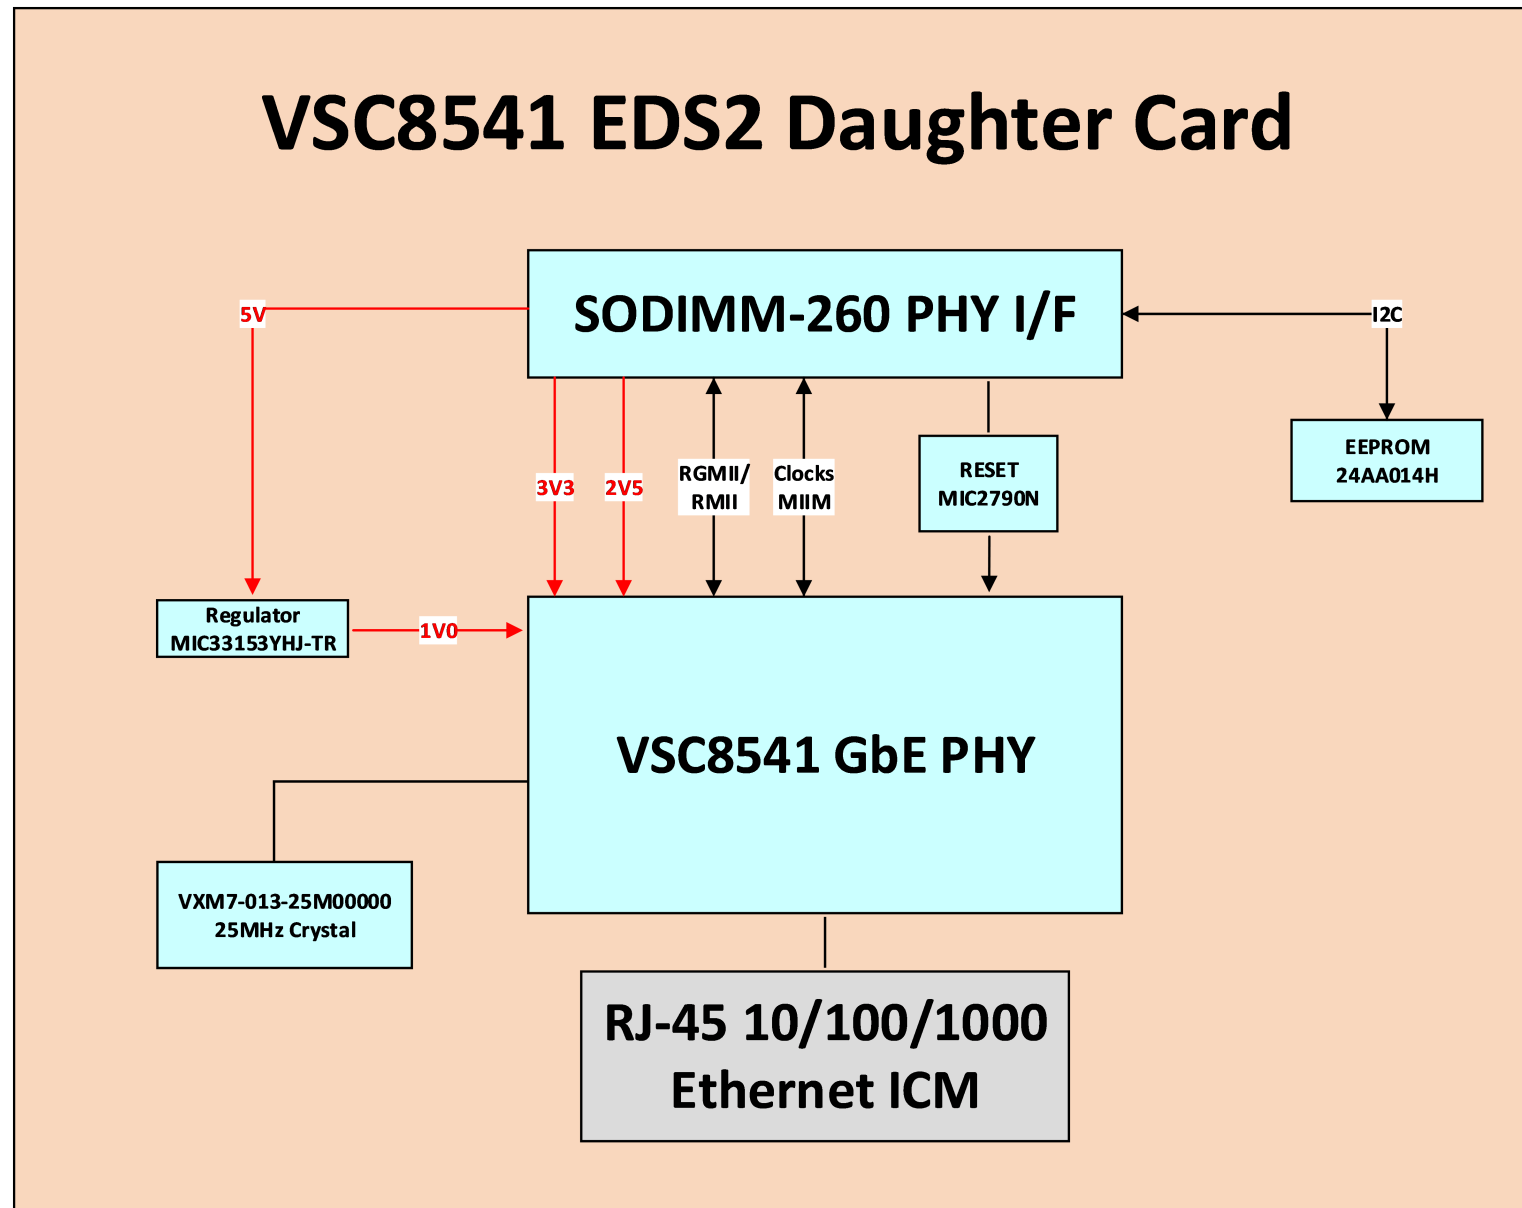 VSC8541 EDS2 Daughter Card
SODIMM-260 PHY I/F
5V
I2C
EEPROM
24AA014H
3V3
2V5
RGMII/
RMII
Clocks
MIIM
RESET
MIC2790N
Regulator
MIC33153YHJ-TR
1V0
VSC8541 GbE PHY
VXM7-013-25M00000
25MHz Crystal
RJ-45 10/100/1000
Ethernet ICM